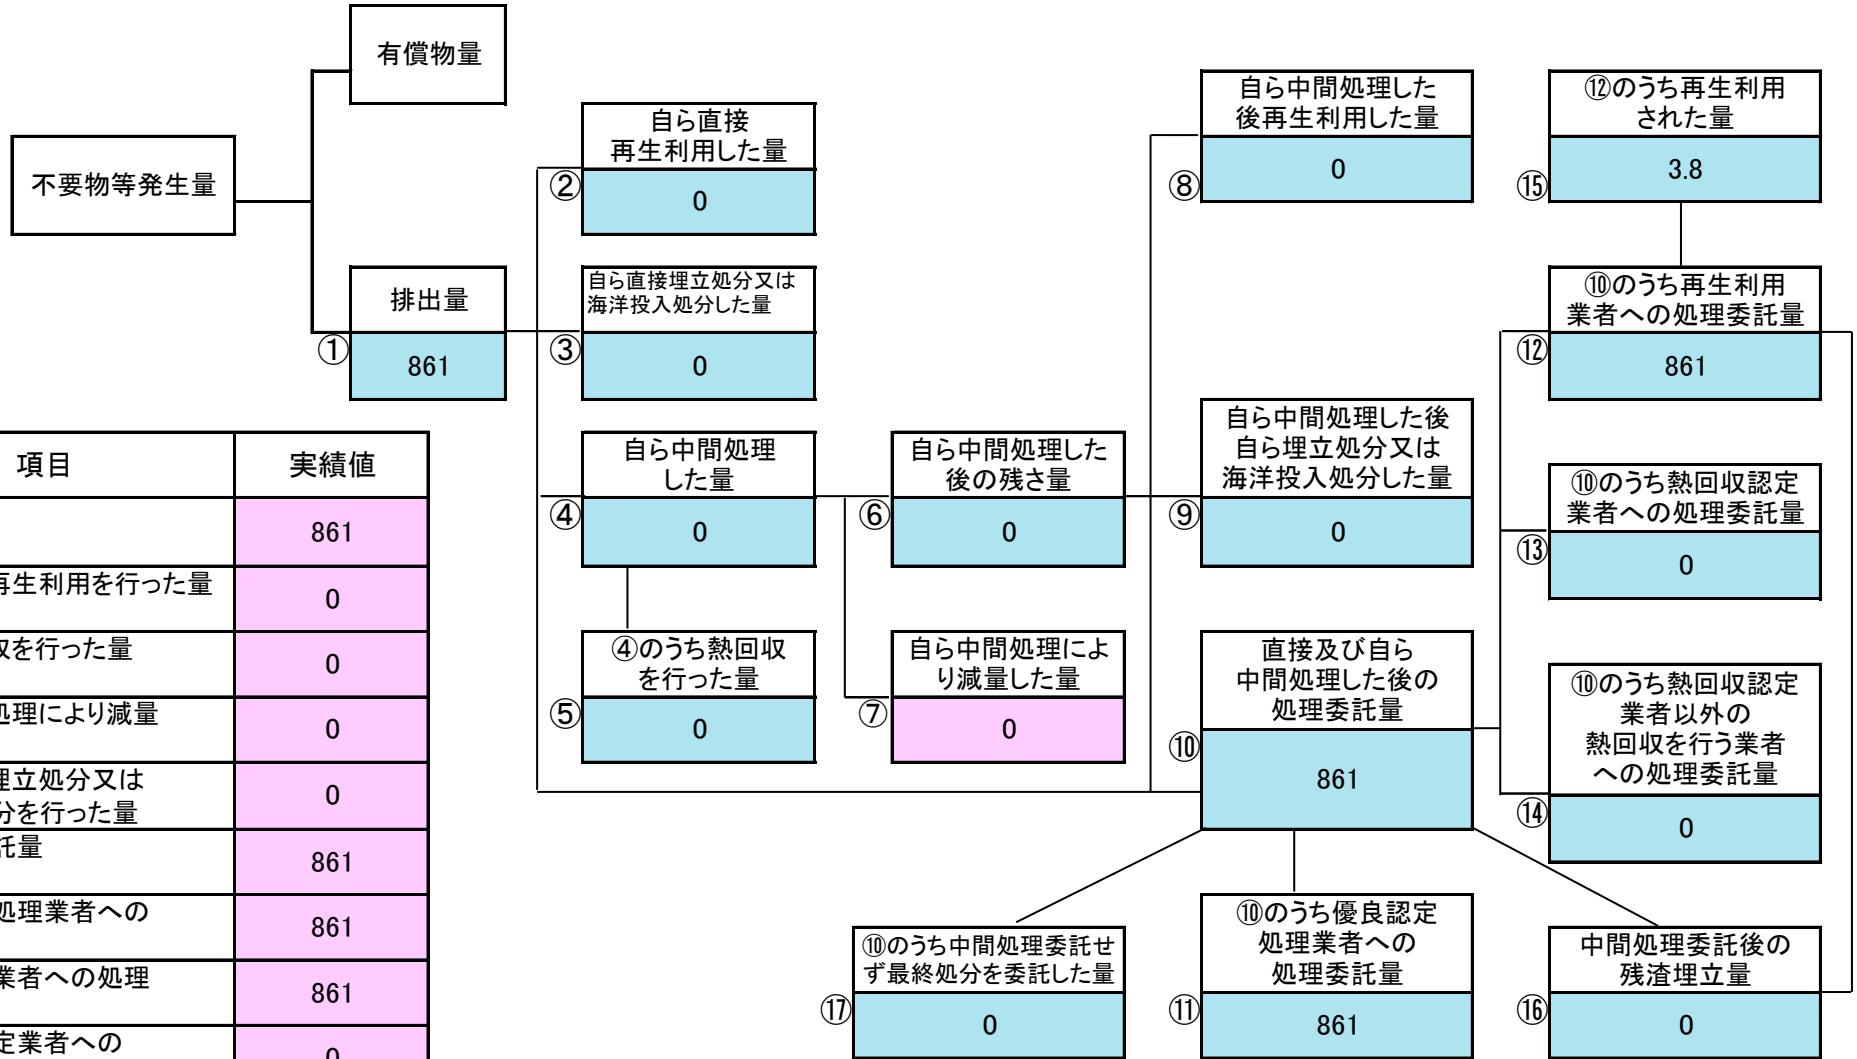 有償物量
不要物等発生量
排出量
①
861
自ら直接
再生利用した量
②
0
自ら直接埋立処分又は
海洋投入処分した量
③
0
自ら中間処理
した量
④
0
④のうち熱回収
を行った量
⑤
0
自ら中間処理した
後の残さ量
⑥
0
自ら中間処理によ
り減量した量
⑦
0
自ら中間処理した
後再生利用した量
⑧
0
自ら中間処理した後
自ら埋立処分又は
海洋投入処分した量
⑨
0
直接及び自ら
中間処理した後の
処理委託量
⑩
861
⑩のうち優良認定
処理業者への
処理委託量
⑪
861
⑫のうち再生利用
された量
⑮
3.8
⑩のうち再生利用
業者への処理委託量
⑫
861
⑩のうち熱回収認定
業者への処理委託量
⑬
0
⑩のうち熱回収認定
業者以外の
熱回収を行う業者
への処理委託量
⑭
0
中間処理委託後の
残渣埋立量
⑯
0
⑩のうち中間処理委託せ
ず最終処分を委託した量
⑰
0
項目 実績値
861
再生利用を行った量 0
を行った量 0
処理により減量 0
埋立処分又は
分を行った量 0
託量 861
処理業者への 861
業者への処理 861
定業者への 0